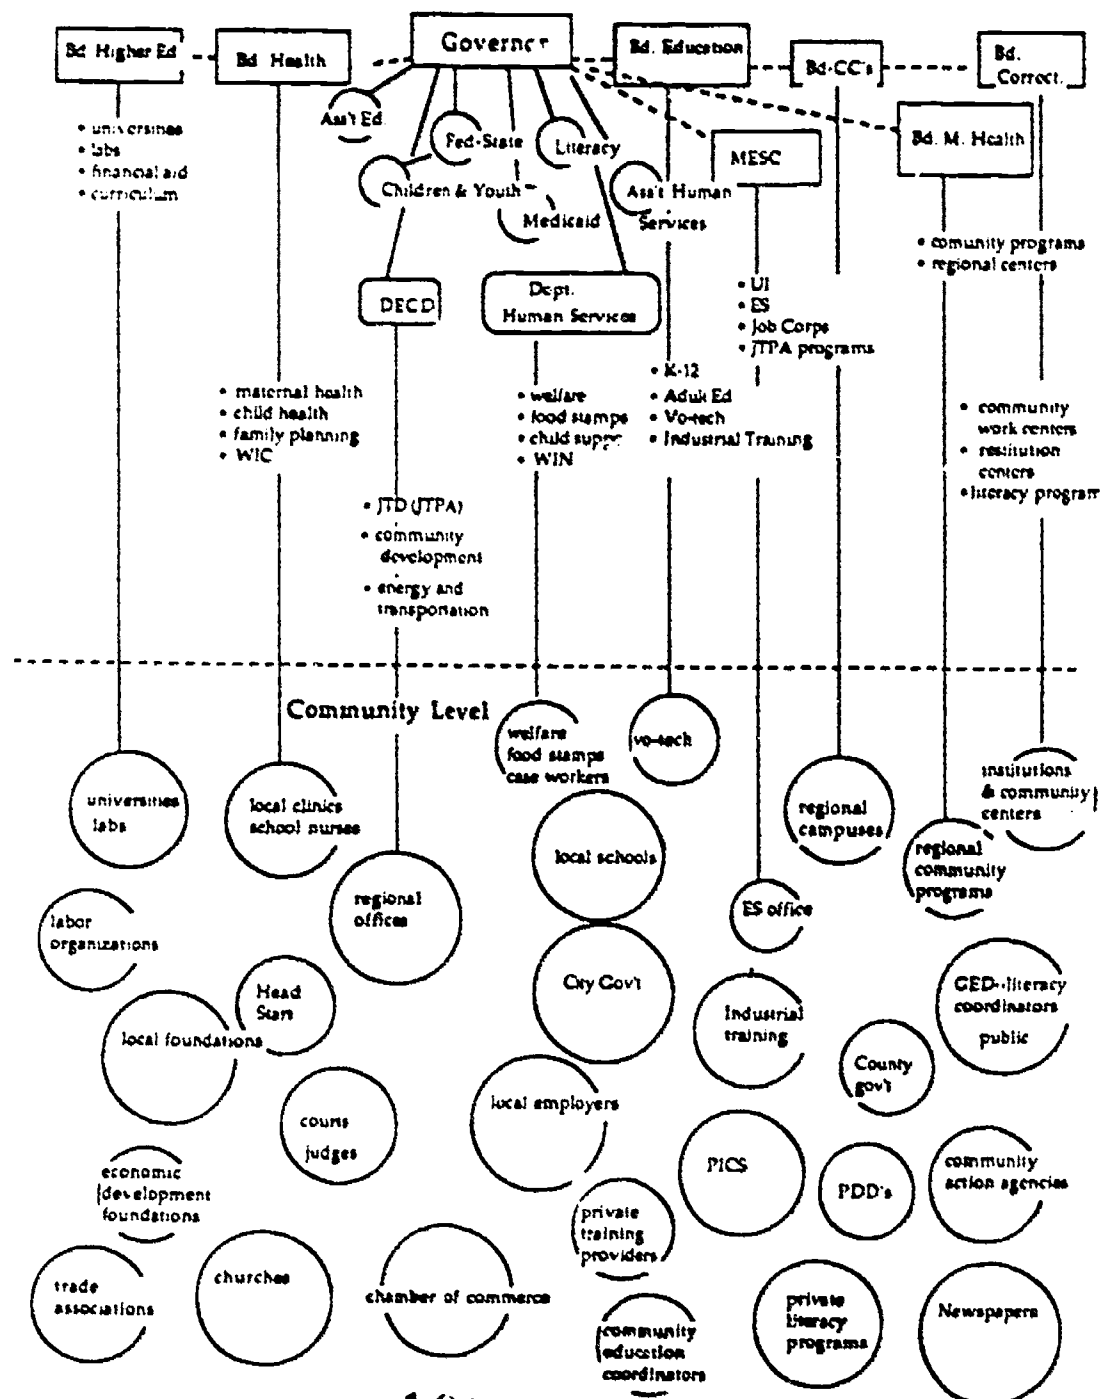 Bd. Higher Ed
Bd. Health
Governor
Bd. Education
Bd-CC's
Bd.
Correct.
• universities
• labs
• financial aid
• curriculum
Ass't Ed.
Fed-State
Literacy
Children & Youth
Medicaid
Ass't Human
Services
MESC
Bd. M. Health
• comunity programs
• regional centers
DECD
Dept.
Human Services
• UI
• ES
• Job Corps
• JTPA programs
• maternal health
• child health
• family planning
• WIC
• welfare
• food stamps
• child supp
• WIN
• K-12
• Adult Ed
• Vo-tech
• Industrial Training
• community
work centers
• restitution
centers
• literacy program
• JTD (JTPA)
• community
development
• energy and
transportation
Community Level
welfare
food stamps
case workers
vo-tech
universities
labs
local clinics
school nurses
local schools
regional
campuses
institutions
& community
centers
regional
community
programs
regional
offices
ES office
labor
organizations
Head
Start
City Gov't
Industrial
training
GED--literacy
coordinators
public
local foundations
County
gov't
courts
judges
local employers
PICS
PDD's
community
action agencies
economic
development
foundations
private
training
providers
trade
associations
churches
chamber of commerce
community
education
coordinators
private
literacy
programs
Newspapers